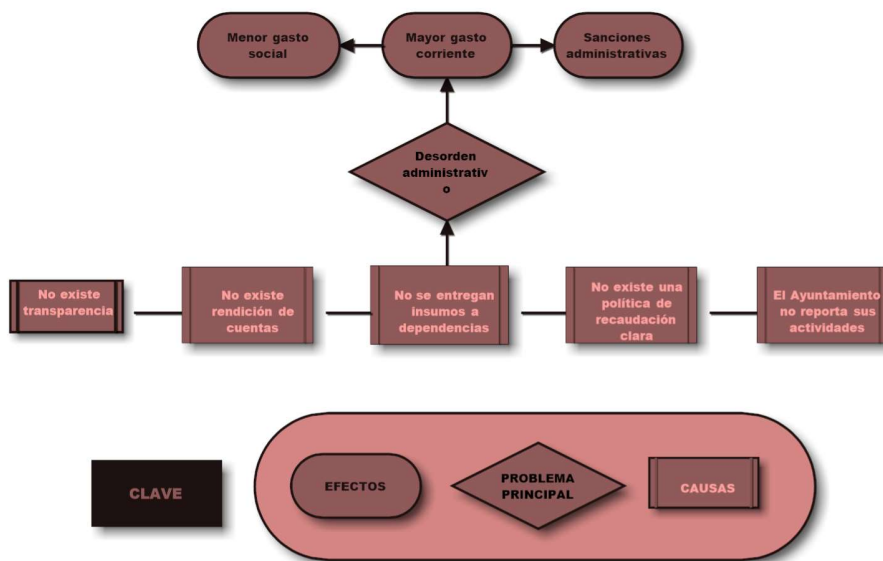 Menor gasto
social
Mayor gasto
corriente
Sanciones
administrativas
Desorden
administrativ
o
No existe
transparencia
No existe
rendición de
cuentas
No se entregan
insumos a
dependencias
No existe una
política de
recaudación
clara
El Ayuntamiento
no reporta sus
actividades
CLAVE
EFECTOS
PROBLEMA
PRINCIPAL
CAUSAS